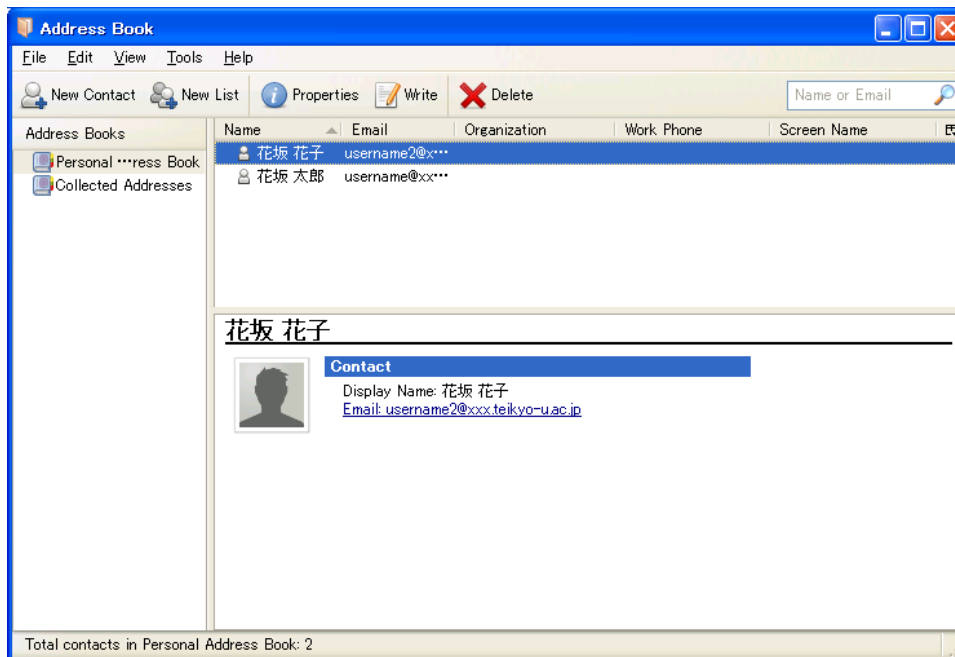 Address Book
File Edit View Tools Help
New Contact New List Properties Write Delete Name or Email
Address Books
Personal …ress Book
Collected Addresses
Name Email Organization Work Phone Screen Name
花坂 花子 username2@x…
花坂 太郎 username@xx…
花坂 花子
Contact
Display Name: 花坂 花子
Email: username2@xxx.teikyo-u.ac.jp
Total contacts in Personal Address Book: 2